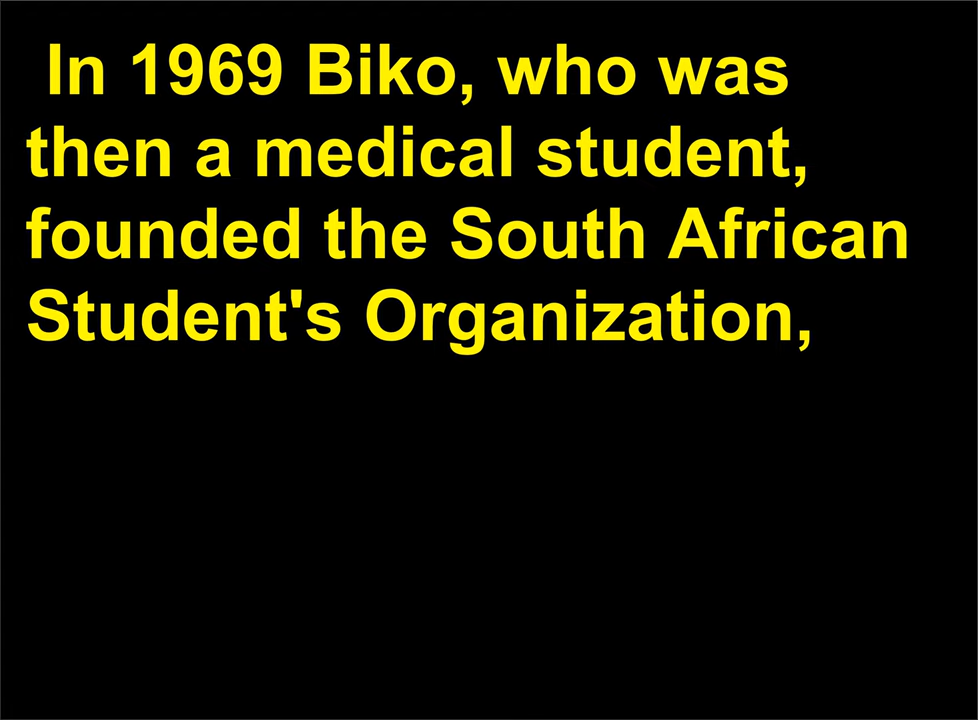 In 1969 Biko, who was
then a medical student,
founded the South African
Student's Organization,